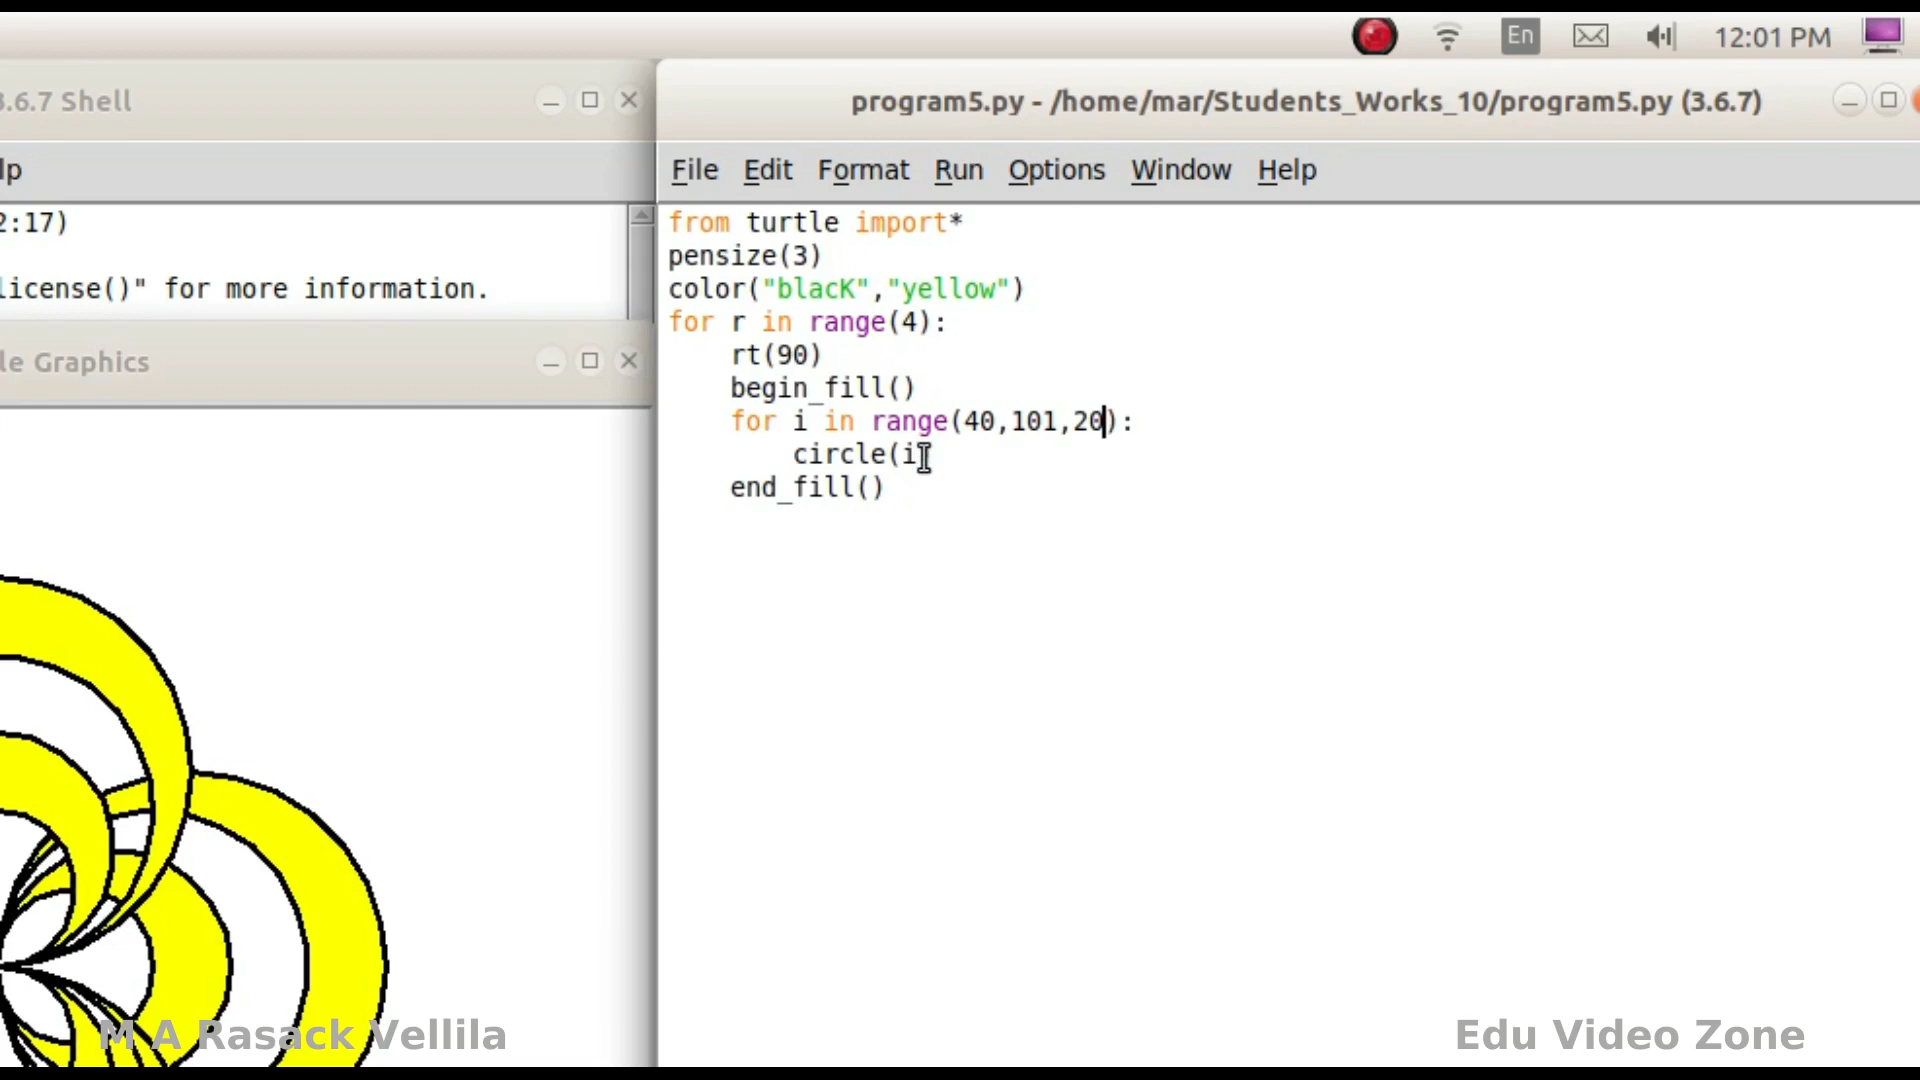 En
12:01 PM
3.6.7 Shell
program5.py - /home/mar/Students_Works_10/program5.py (3.6.7)
lp
File Edit Format Run Options Window Help
2:17)
license()" for more information.
le Graphics
from turtle import*
pensize(3)
color("blacK","yellow")
for r in range(4):
    rt(90)
    begin_fill()
    for i in range(40,101,20):
        circle(i
    end_fill()
M A Rasack Vellila
Edu Video Zone